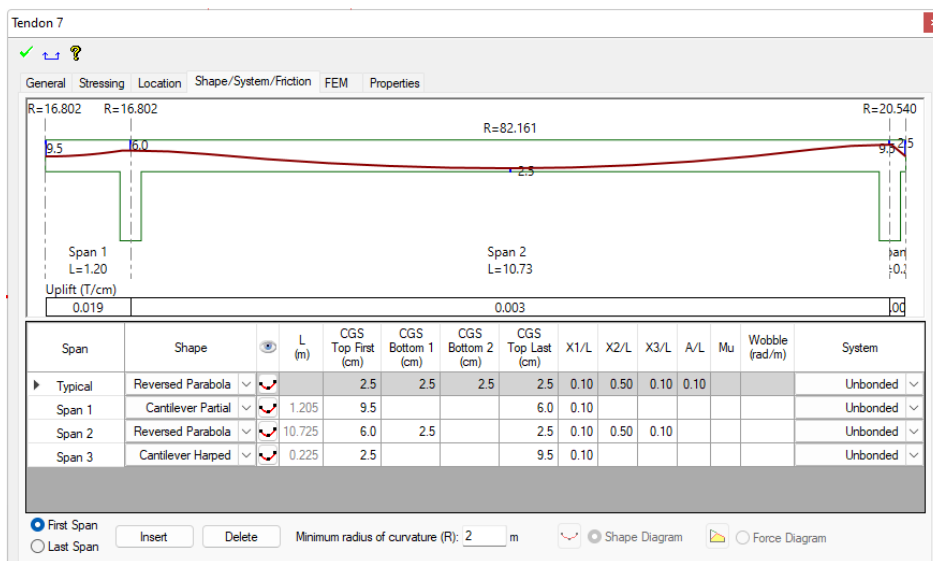 Tendon 7
General Stressing Location Shape/System/Friction FEM Properties
R=16.802 R=16.802 R=20.540
R=82.161
9.5 6.0 9.5 2.5
2.5
Span 1 Span 2
L=1.20 L=10.73
Uplift (T/cm)
0.019 0.003 .00
Span Shape L (m) CGS Top First (cm) CGS Bottom 1 (cm) CGS Bottom 2 (cm) CGS Top Last (cm) X1/L X2/L X3/L A/L Mu Wobble (rad/m) System
Typical Reversed Parabola 2.5 2.5 2.5 2.5 0.10 0.50 0.10 0.10 Unbonded
Span 1 Cantilever Partial 1.205 9.5 6.0 0.10 Unbonded
Span 2 Reversed Parabola 10.725 6.0 2.5 2.5 0.10 0.50 0.10 Unbonded
Span 3 Cantilever Harped 0.225 2.5 9.5 0.10 Unbonded
First Span
Last Span
Insert Delete Minimum radius of curvature (R): 2 m Shape Diagram Force Diagram